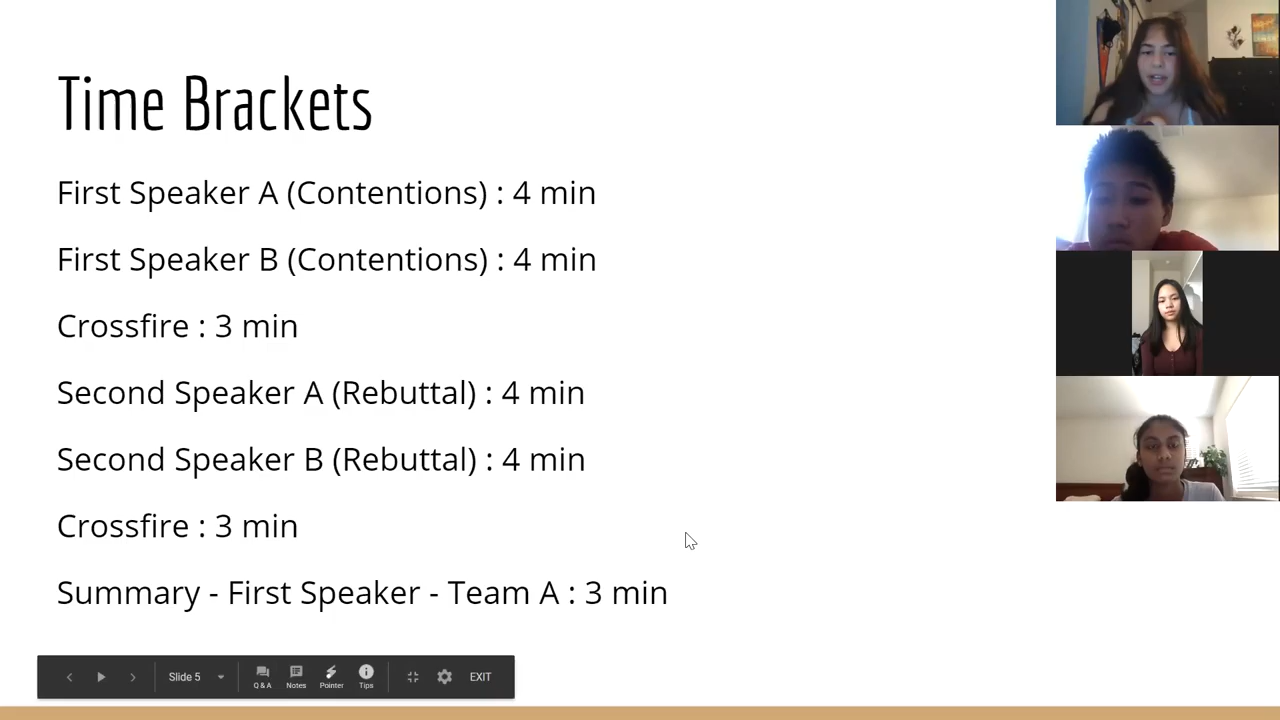 Time Brackets
First Speaker A (Contentions) : 4 min
First Speaker B (Contentions) : 4 min
Crossfire : 3 min
Second Speaker A (Rebuttal) : 4 min
Second Speaker B (Rebuttal) : 4 min
Crossfire : 3 min
Summary - First Speaker - Team A : 3 min
Slide 5 Q & A Notes Pointer Tips EXIT